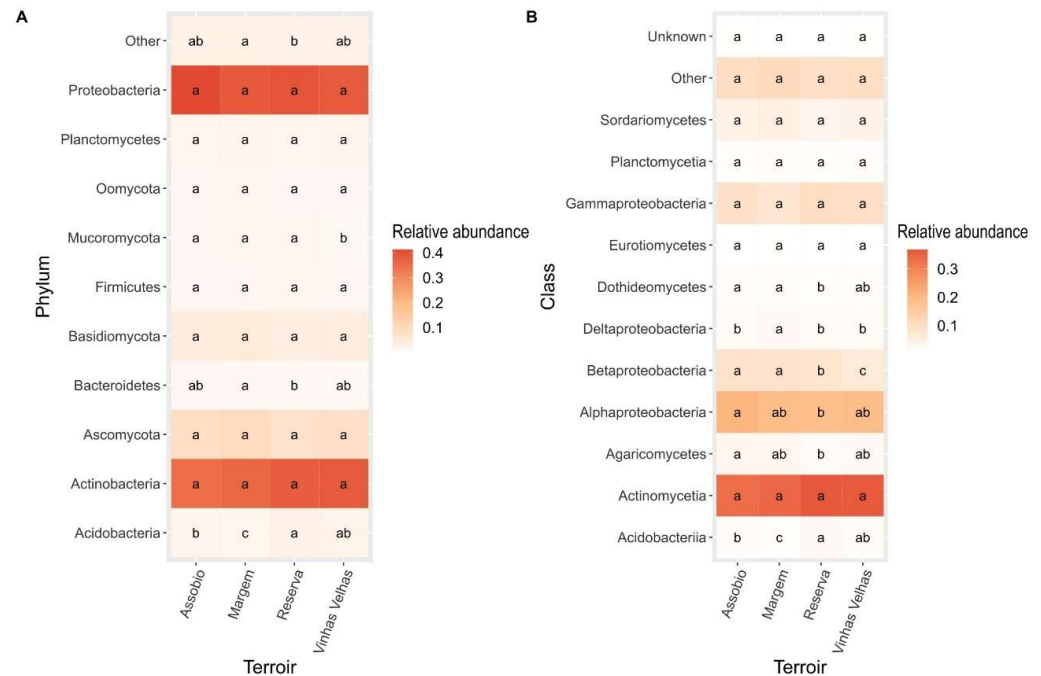 A
Other ab a b ab
Proteobacteria a a a a
Planctomycetes a a a a
Oomycota a a a a
Mucoromycota a a a b
Firmicutes a a a a
Basidiomycota a a a a
Bacteroidetes ab a b ab
Ascomycota a a a a
Actinobacteria a a a a
Acidobacteria b c a ab
Phylum
Assobio Margem Reserva Vinhas Velhas
Terroir
Relative abundance
0.4
0.3
0.2
0.1
B
Unknown a a a a
Other a a a a
Sordariomycetes a a a a
Planctomycetia a a a a
Gammaproteobacteria a a a a
Eurotiomycetes a a a a
Dothideomycetes a a b ab
Deltaproteobacteria b a b b
Betaproteobacteria a a b c
Alphaproteobacteria a ab b ab
Agaricomycetes a ab b ab
Actinomycetia a a a a
Acidobacteriia b c a ab
Class
Assobio Margem Reserva Vinhas Velhas
Terroir
Relative abundance
0.3
0.2
0.1